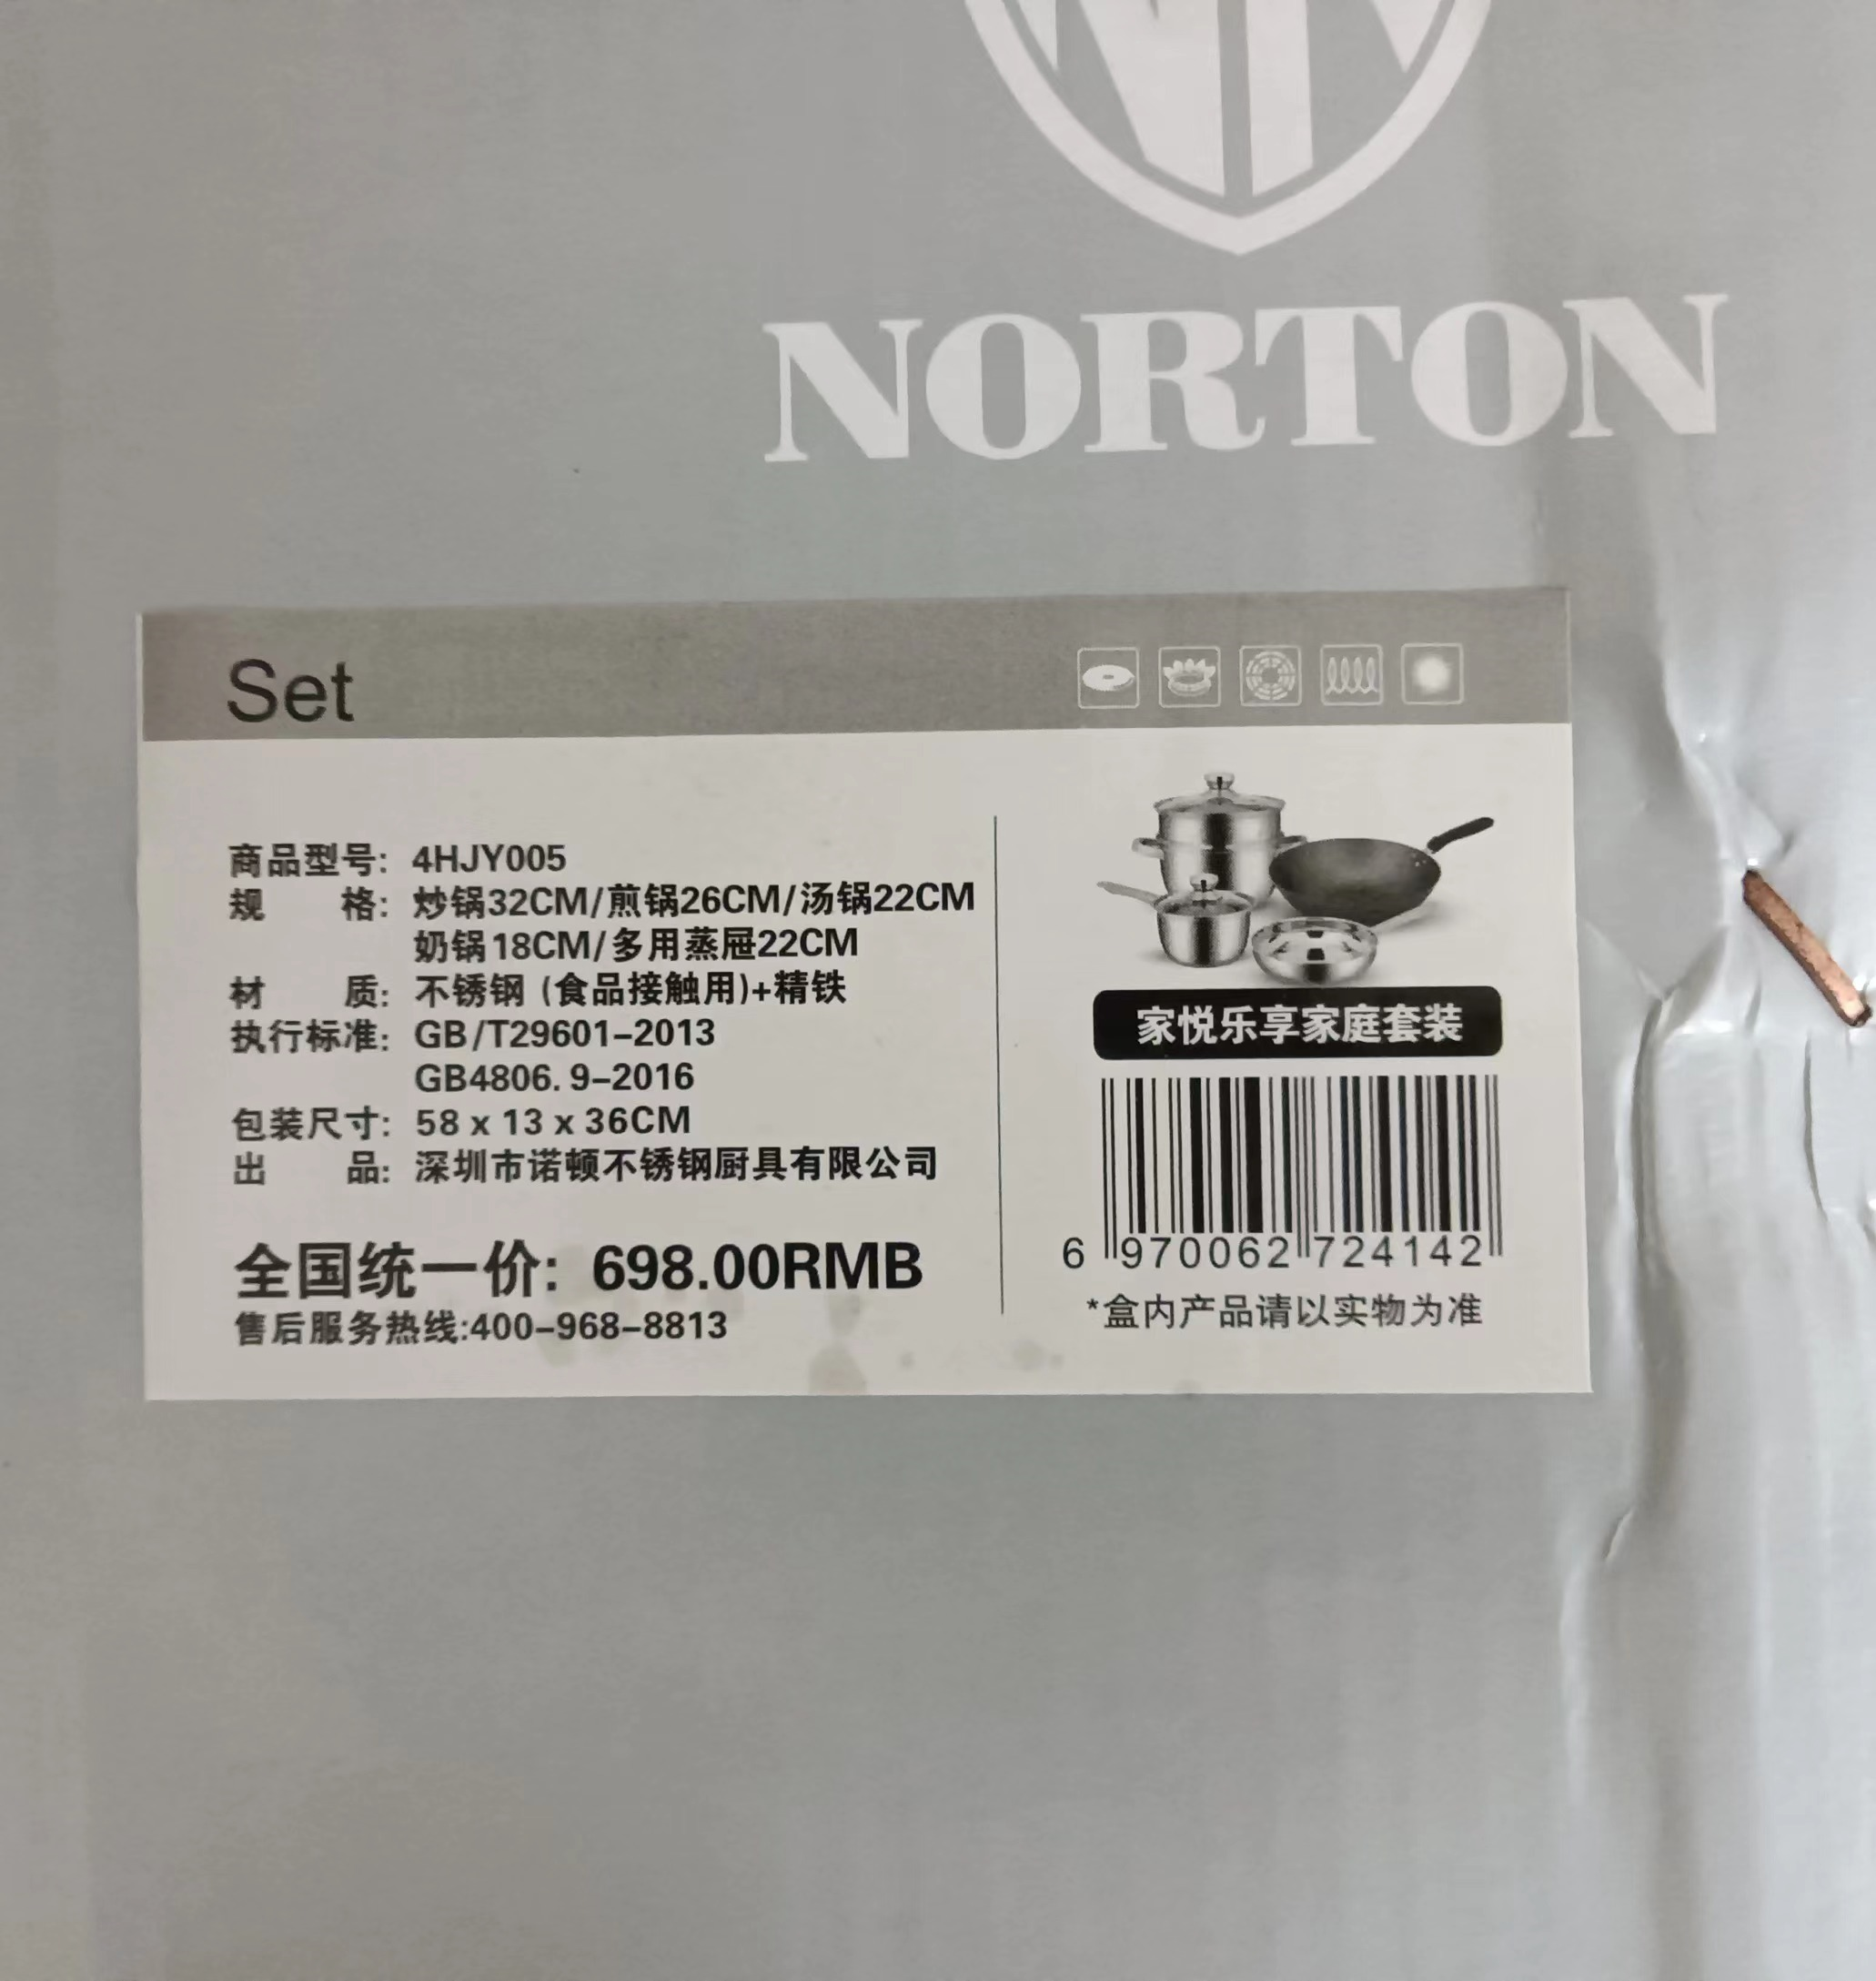 NORTON
Set
商品型号: 4HJY005
规 格: 炒锅32CM/煎锅26CM/汤锅22CM
奶锅18CM/多用蒸屉22CM
材 质: 不锈钢 (食品接触用)+精铁
执行标准: GB/T29601-2013
GB4806.9-2016
包装尺寸: 58 x 13 x 36CM
出 品: 深圳市诺顿不锈钢厨具有限公司
全国统一价: 698.00RMB
售后服务热线:400-968-8813
家悦乐享家庭套装
6 970062 724142
*盒内产品请以实物为准